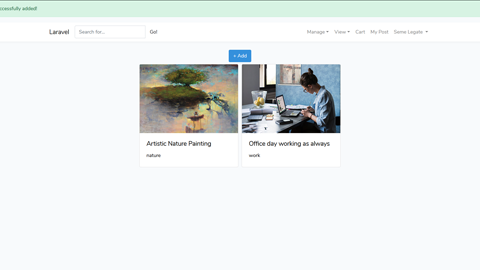 ccessfully added!
Laravel Search for... Go! Manage View Cart My Post Seme Legate
+ Add
Artistic Nature Painting
nature
Office day working as always
work